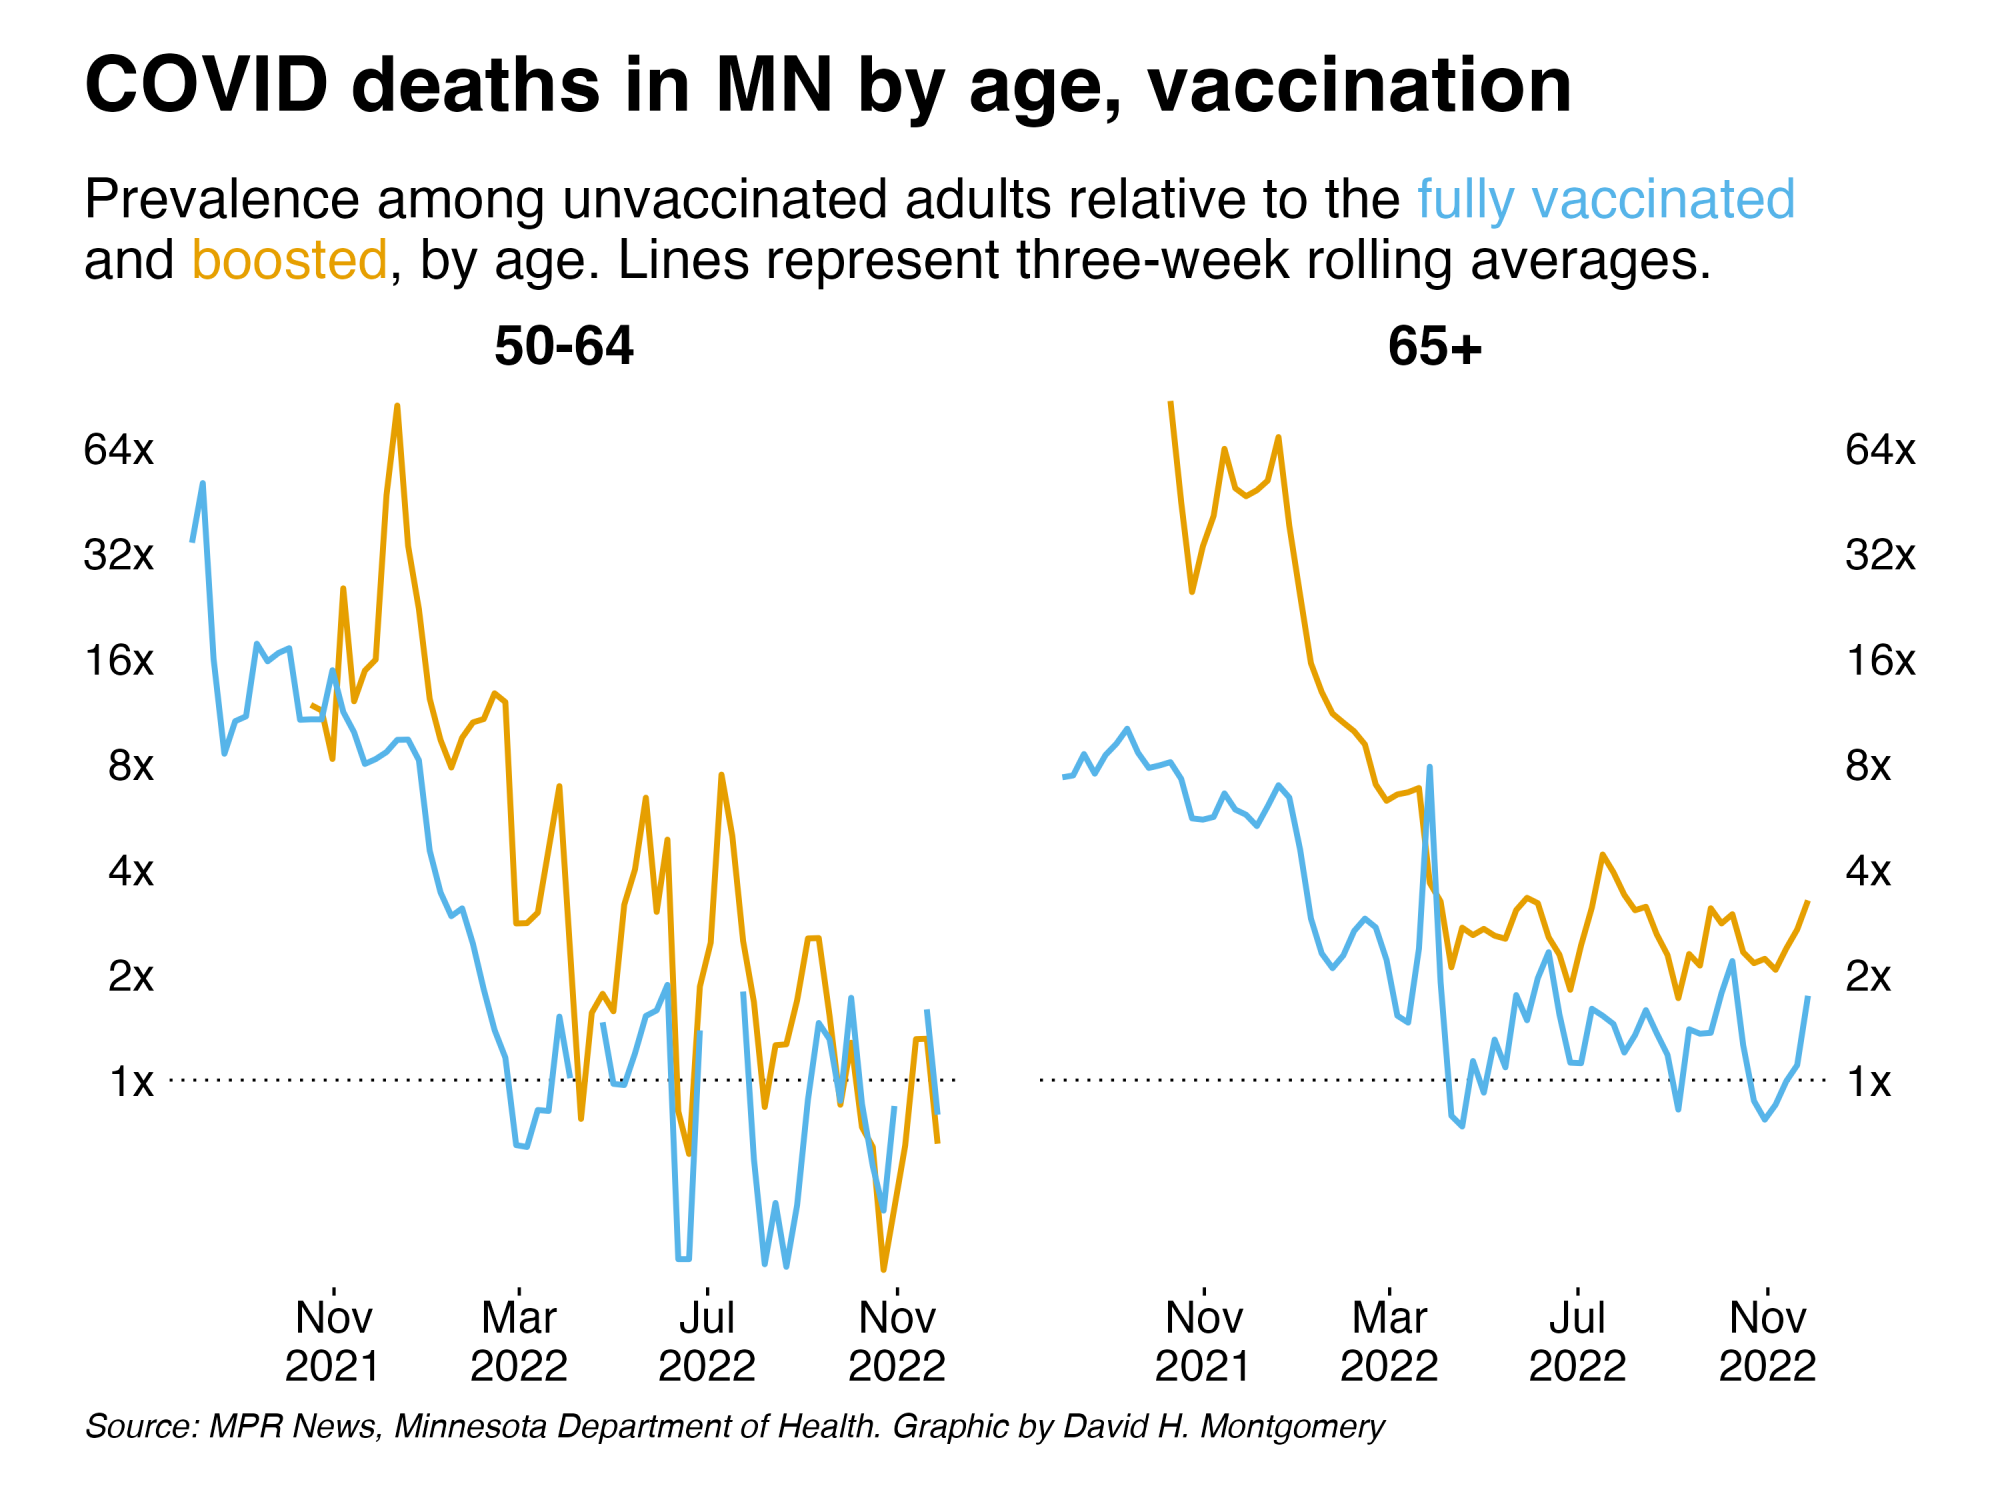 COVID deaths in MN by age, vaccination
Prevalence among unvaccinated adults relative to the fully vaccinated
and boosted, by age. Lines represent three-week rolling averages.
50-64
65+
64x
32x
16x
8x
4x
2x
1x
64x
32x
16x
8x
4x
2x
1x
Nov
2021
Mar
2022
Jul
2022
Nov
2022
Nov
2021
Mar
2022
Jul
2022
Nov
2022
Source: MPR News, Minnesota Department of Health. Graphic by David H. Montgomery